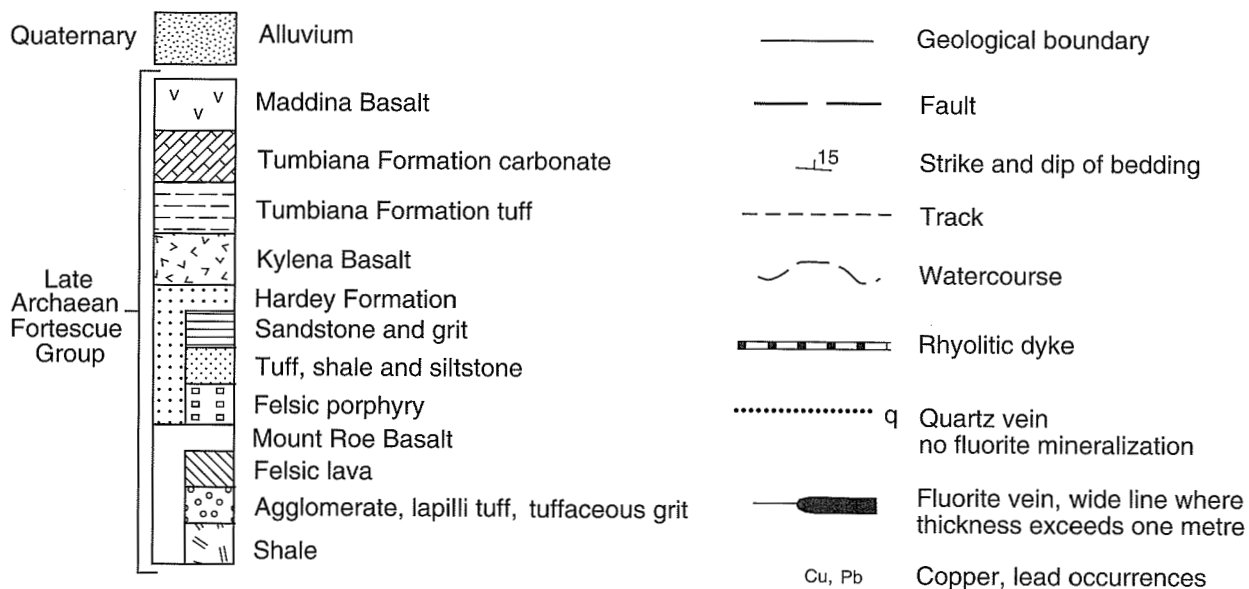 Quaternary
Alluvium
Late
Archaean
Fortescue
Group
Maddina Basalt
Tumbiana Formation carbonate
Tumbiana Formation tuff
Kylena Basalt
Hardey Formation
Sandstone and grit
Tuff, shale and siltstone
Felsic porphyry
Mount Roe Basalt
Felsic lava
Agglomerate, lapilli tuff, tuffaceous grit
Shale
Geological boundary
Fault
15
Strike and dip of bedding
Track
Watercourse
Rhyolitic dyke
q
Quartz vein
no fluorite mineralization
Fluorite vein, wide line where
thickness exceeds one metre
Cu, Pb
Copper, lead occurrences